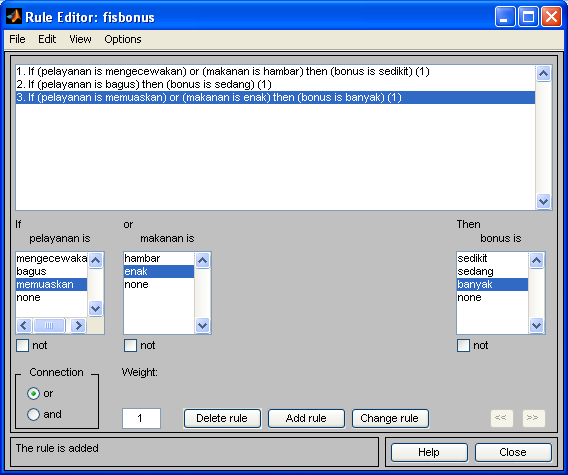 Rule Editor: fisbonus
File Edit View Options
1. If (pelayanan is mengecewakan) or (makanan is hambar) then (bonus is sedikit) (1)
2. If (pelayanan is bagus) then (bonus is sedang) (1)
3. If (pelayanan is memuaskan) or (makanan is enak) then (bonus is banyak) (1)
If or Then
pelayanan is makanan is bonus is
mengecewaka hambar sedikit
bagus enak sedang
memuaskan none banyak
none none
not not not
Connection Weight:
or
and 1 Delete rule Add rule Change rule << >>
The rule is added Help Close